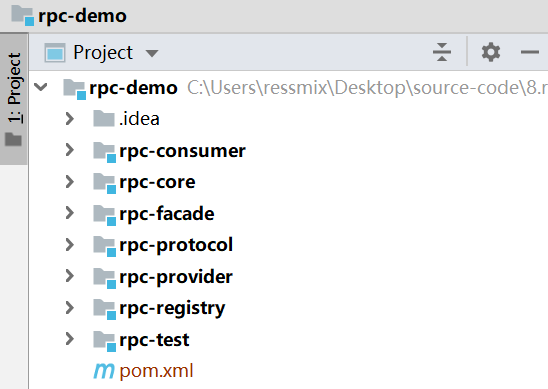 rpc-demo
1: Project
Project
rpc-demo C:\Users\ressmix\Desktop\source-code\8.r
.idea
rpc-consumer
rpc-core
rpc-facade
rpc-protocol
rpc-provider
rpc-registry
rpc-test
m pom.xml